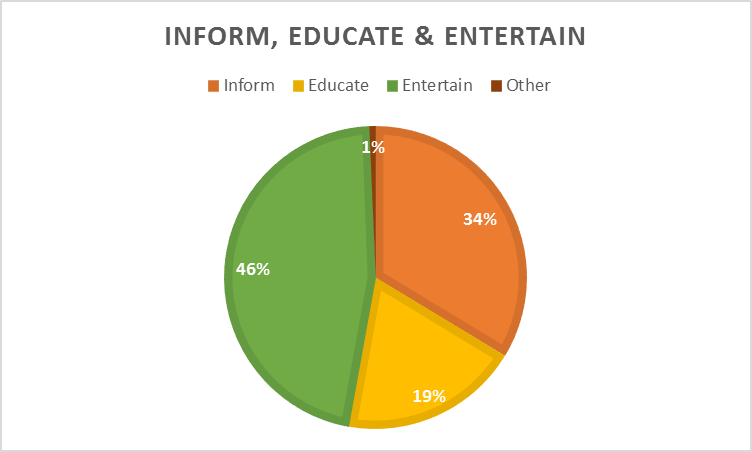 INFORM, EDUCATE & ENTERTAIN
Inform Educate Entertain Other
1%
34%
46%
19%